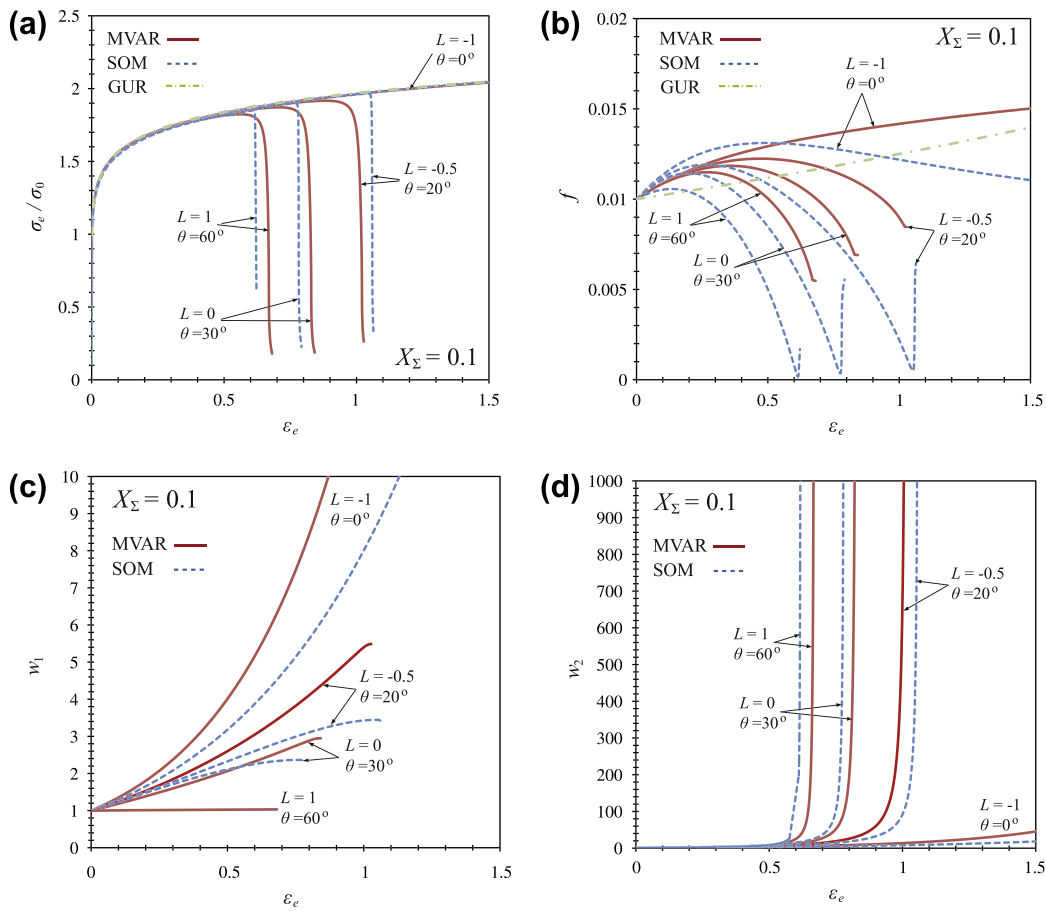 (a)
2.5
2
1.5
1
0.5
0
MVAR
SOM
GUR
L = -1
θ=0°
L = -0.5
θ= 20°
L = 1
θ= 60°
L = 0
θ=30°
X_Σ = 0.1
σ_e / σ_0
0 0.5 1 1.5
ε_e
(b)
0.02
0.015
0.01
0.005
0
MVAR
SOM
GUR
X_Σ = 0.1
L = -1
θ=0°
L = -0.5
θ=20°
L = 1
θ=60°
L = 0
θ=30°
f
0 0.5 1 1.5
ε_e
(c)
10
9
8
7
6
5
4
3
2
1
0
X_Σ = 0.1
MVAR
SOM
L = -1
θ=0°
L = -0.5
θ=20°
L = 0
θ=30°
L = 1
θ=60°
w_1
0 0.5 1 1.5
ε_e
(d)
1000
900
800
700
600
500
400
300
200
100
0
X_Σ = 0.1
MVAR
SOM
L = -0.5
θ=20°
L = 1
θ=60°
L = 0
θ=30°
L = -1
θ=0°
w_2
0 0.5 1 1.5
ε_e